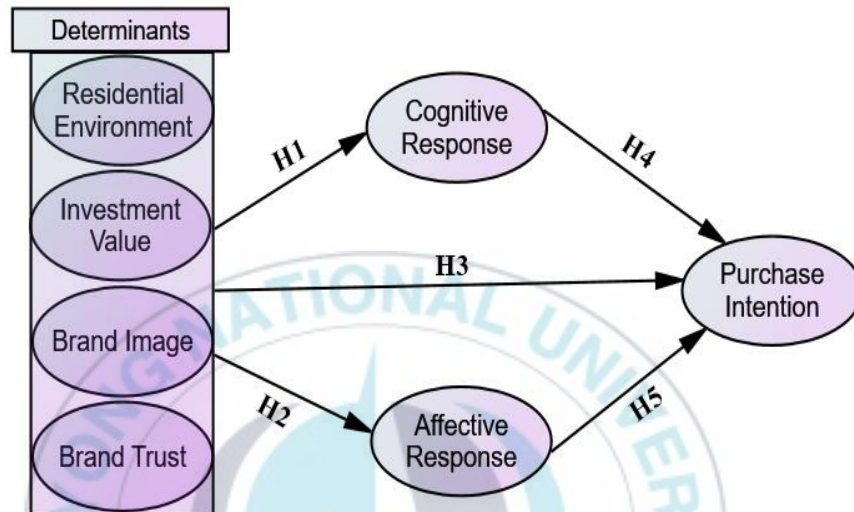 Determinants
Residential
Environment
Investment
Value
Brand Image
Brand Trust
Cognitive
Response
Affective
Response
Purchase
Intention
H1
H2
H3
H4
H5
NATIONAL